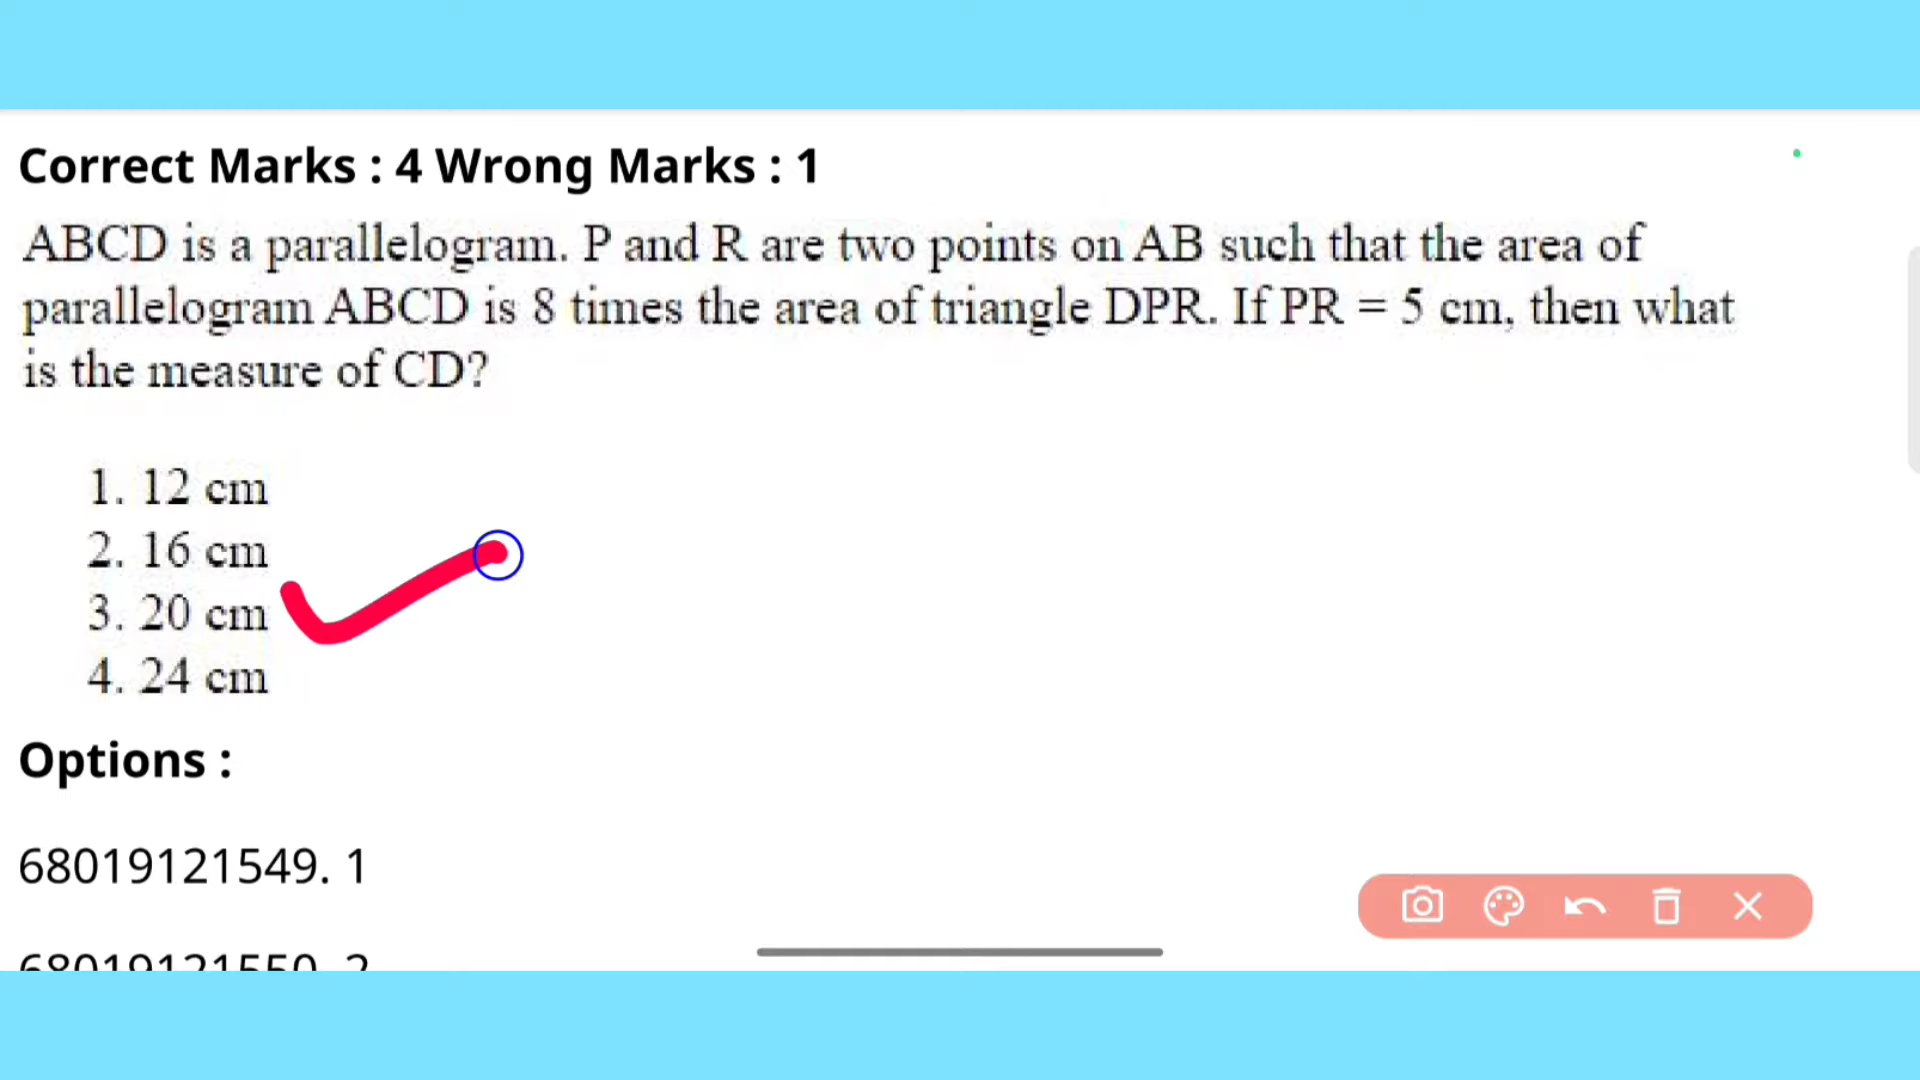 Correct Marks : 4 Wrong Marks : 1
ABCD is a parallelogram. P and R are two points on AB such that the area of
parallelogram ABCD is 8 times the area of triangle DPR. If PR = 5 cm, then what
is the measure of CD?
1. 12 cm
2. 16 cm
3. 20 cm
4. 24 cm
Options :
68019121549. 1
68019121550. 2